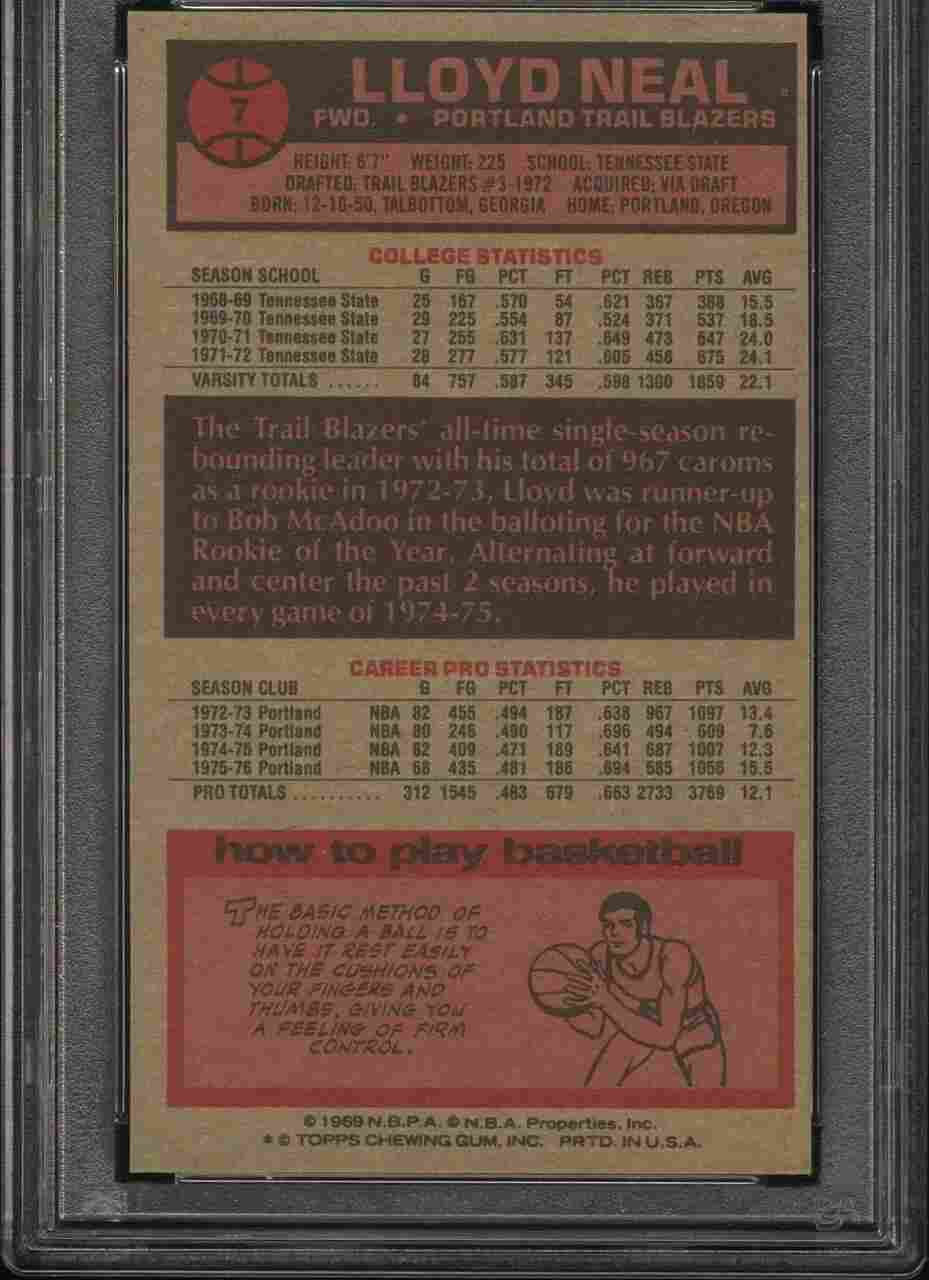 7
LLOYD NEAL
FWD. • PORTLAND TRAIL BLAZERS
HEIGHT: 6'7" WEIGHT: 225 SCHOOL: TENNESSEE STATE
DRAFTED: TRAIL BLAZERS #3-1972 ACQUIRED: VIA DRAFT
BORN: 12-10-50, TALBOTTOM, GEORGIA HOME: PORTLAND, OREGON
COLLEGE STATISTICS
SEASON SCHOOL G FG PCT FT PCT REB PTS AVG
1968-69 Tennessee State 25 167 .570 54 .621 367 388 15.5
1969-70 Tennessee State 29 225 .554 87 .524 371 537 18.5
1970-71 Tennessee State 27 255 .631 137 .649 473 647 24.0
1971-72 Tennessee State 28 277 .577 121 .605 456 675 24.1
VARSITY TOTALS ...... 84 757 .587 345 .598 1300 1859 22.1
The Trail Blazers' all-time single-season re-
bounding leader with his total of 967 caroms
as a rookie in 1972-73, Lloyd was runner-up
to Bob McAdoo in the balloting for the NBA
Rookie of the Year. Alternating at forward
and center the past 2 seasons, he played in
every game of 1974-75.
CAREER PRO STATISTICS
SEASON CLUB G FG PCT FT PCT REB PTS AVG
1972-73 Portland NBA 82 455 .494 187 .638 967 1097 13.4
1973-74 Portland NBA 80 246 .490 117 .696 494 609 7.6
1974-75 Portland NBA 82 409 .471 189 .641 687 1007 12.3
1975-76 Portland NBA 68 435 .481 186 .694 585 1056 15.5
PRO TOTALS .......... 312 1545 .483 679 .663 2733 3769 12.1
how to play basketball
THE BASIC METHOD OF
HOLDING A BALL IS TO
HAVE IT REST EASILY
ON THE CUSHIONS OF
YOUR FINGERS AND
THUMBS, GIVING YOU
A FEELING OF FIRM
CONTROL.
© 1969 N.B.P.A. © N.B.A. Properties, Inc.
* © TOPPS CHEWING GUM, INC. PRTD. IN U.S.A.